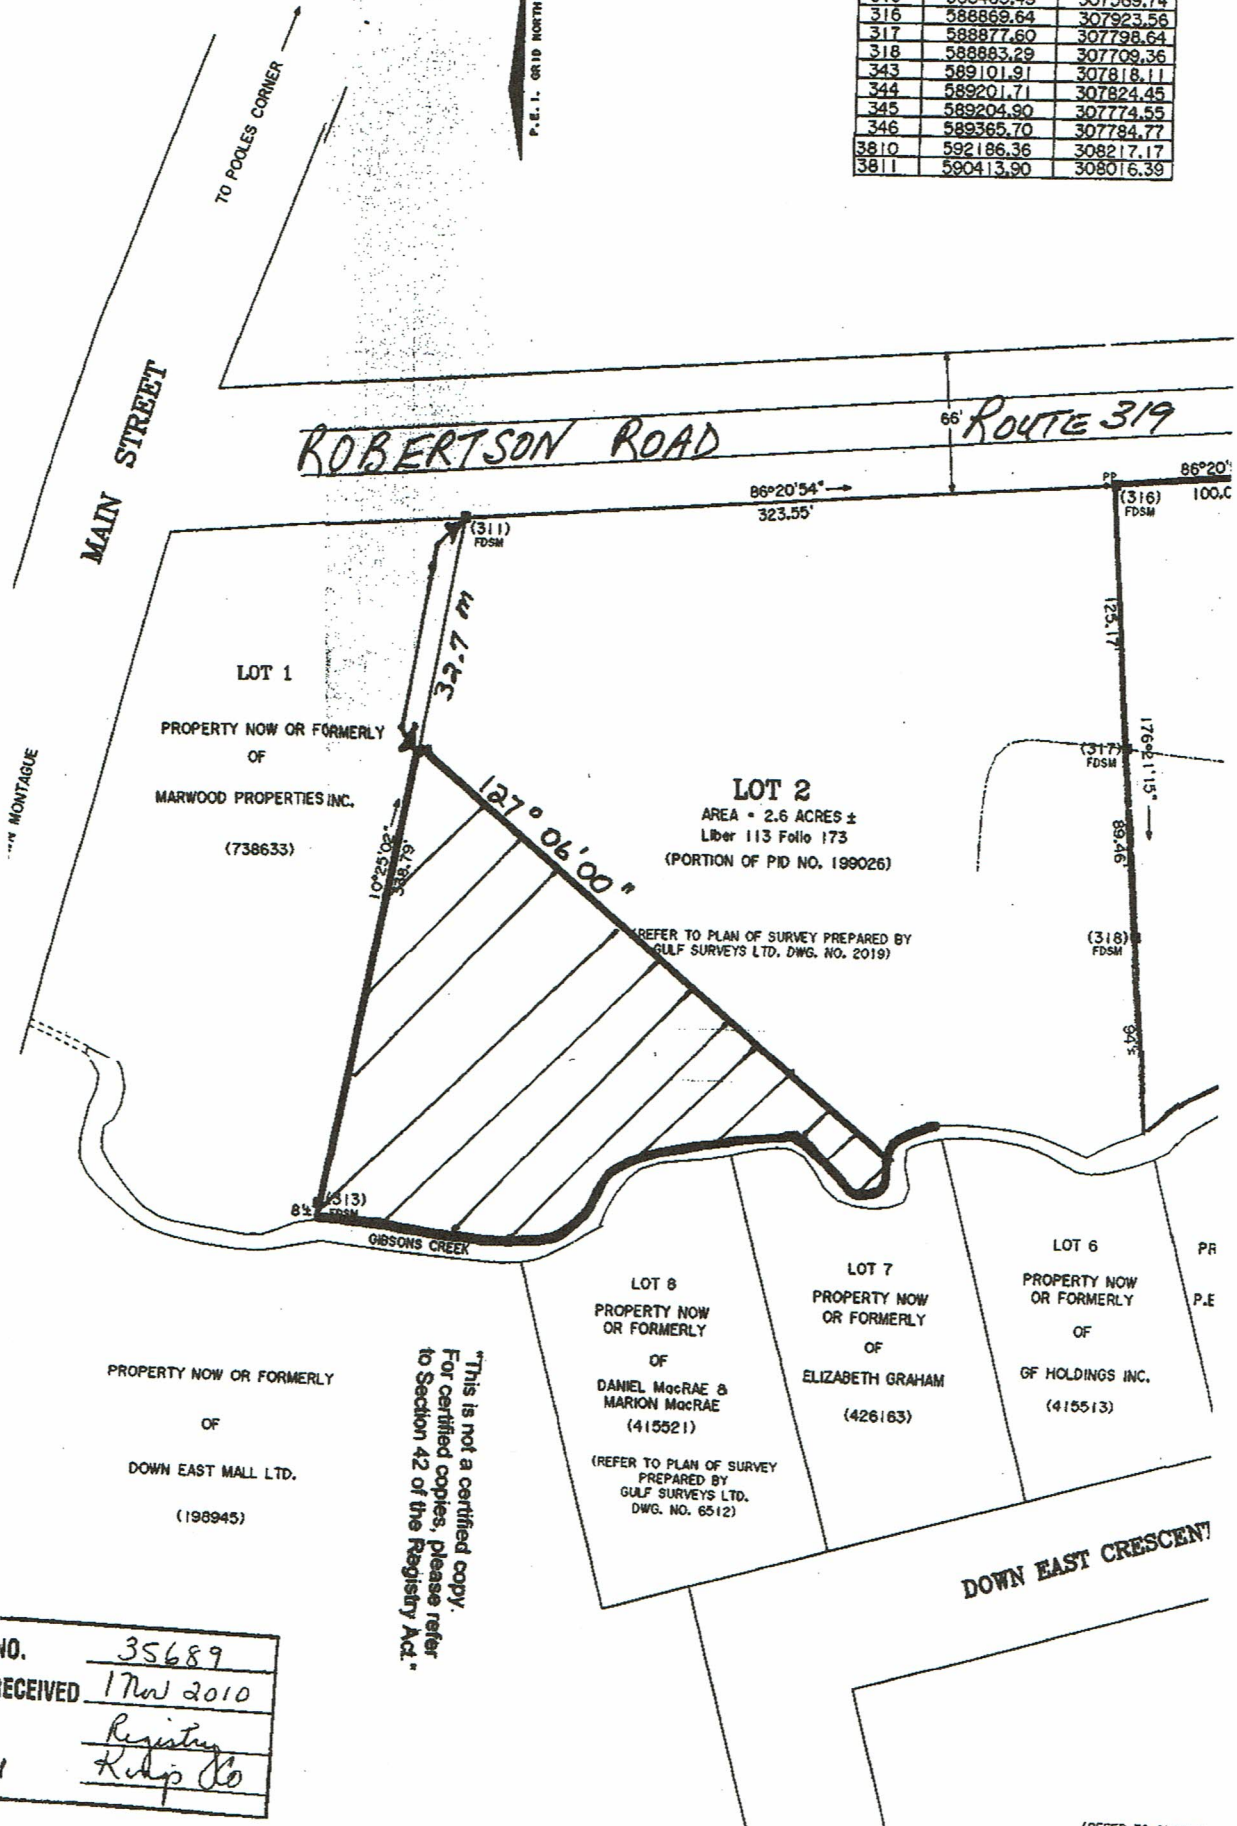 316 588869.64 307923.56
317 588877.60 307798.64
318 588883.29 307709.36
343 589101.91 307818.11
344 589201.71 307824.45
345 589204.90 307774.55
346 589365.70 307784.77
3810 592186.36 308217.17
3811 590413.90 308016.39
P.E.I. GRID NORTH
TO POOLES CORNER
MAIN STREET
ROBERTSON ROAD
66'
ROUTE 319
86°20'54"
323.55'
PP
(316)
FDSM
86°20'
(311)
FDSM
32.7 m
125.17'
LOT 1
PROPERTY NOW OR FORMERLY
OF
MARWOOD PROPERTIES INC.
(738633)
MONTAGUE
10°25'02"
338.79'
127°06'00"
LOT 2
AREA = 2.6 ACRES ±
Liber 113 Folio 173
(PORTION OF PID NO. 199026)
(REFER TO PLAN OF SURVEY PREPARED BY
GULF SURVEYS LTD. DWG. NO. 2019)
(317)
FDSM
176°21'15"
89.46'
(318)
FDSM
94'±
8'±
(313)
FDSM
GIBSONS CREEK
LOT 8
PROPERTY NOW
OR FORMERLY
OF
DANIEL MacRAE &
MARION MacRAE
(415521)
(REFER TO PLAN OF SURVEY
PREPARED BY
GULF SURVEYS LTD.
DWG. NO. 6512)
LOT 7
PROPERTY NOW
OR FORMERLY
OF
ELIZABETH GRAHAM
(426163)
LOT 6
PROPERTY NOW
OR FORMERLY
OF
GF HOLDINGS INC.
(415513)
PR
P.E
PROPERTY NOW OR FORMERLY
OF
DOWN EAST MALL LTD.
(198945)
"This is not a certified copy.
For certified copies, please refer
to Section 42 of the Registry Act."
DOWN EAST CRESCENT
NO. 35689
RECEIVED 1 Nov 2010
Registry
Kings Co